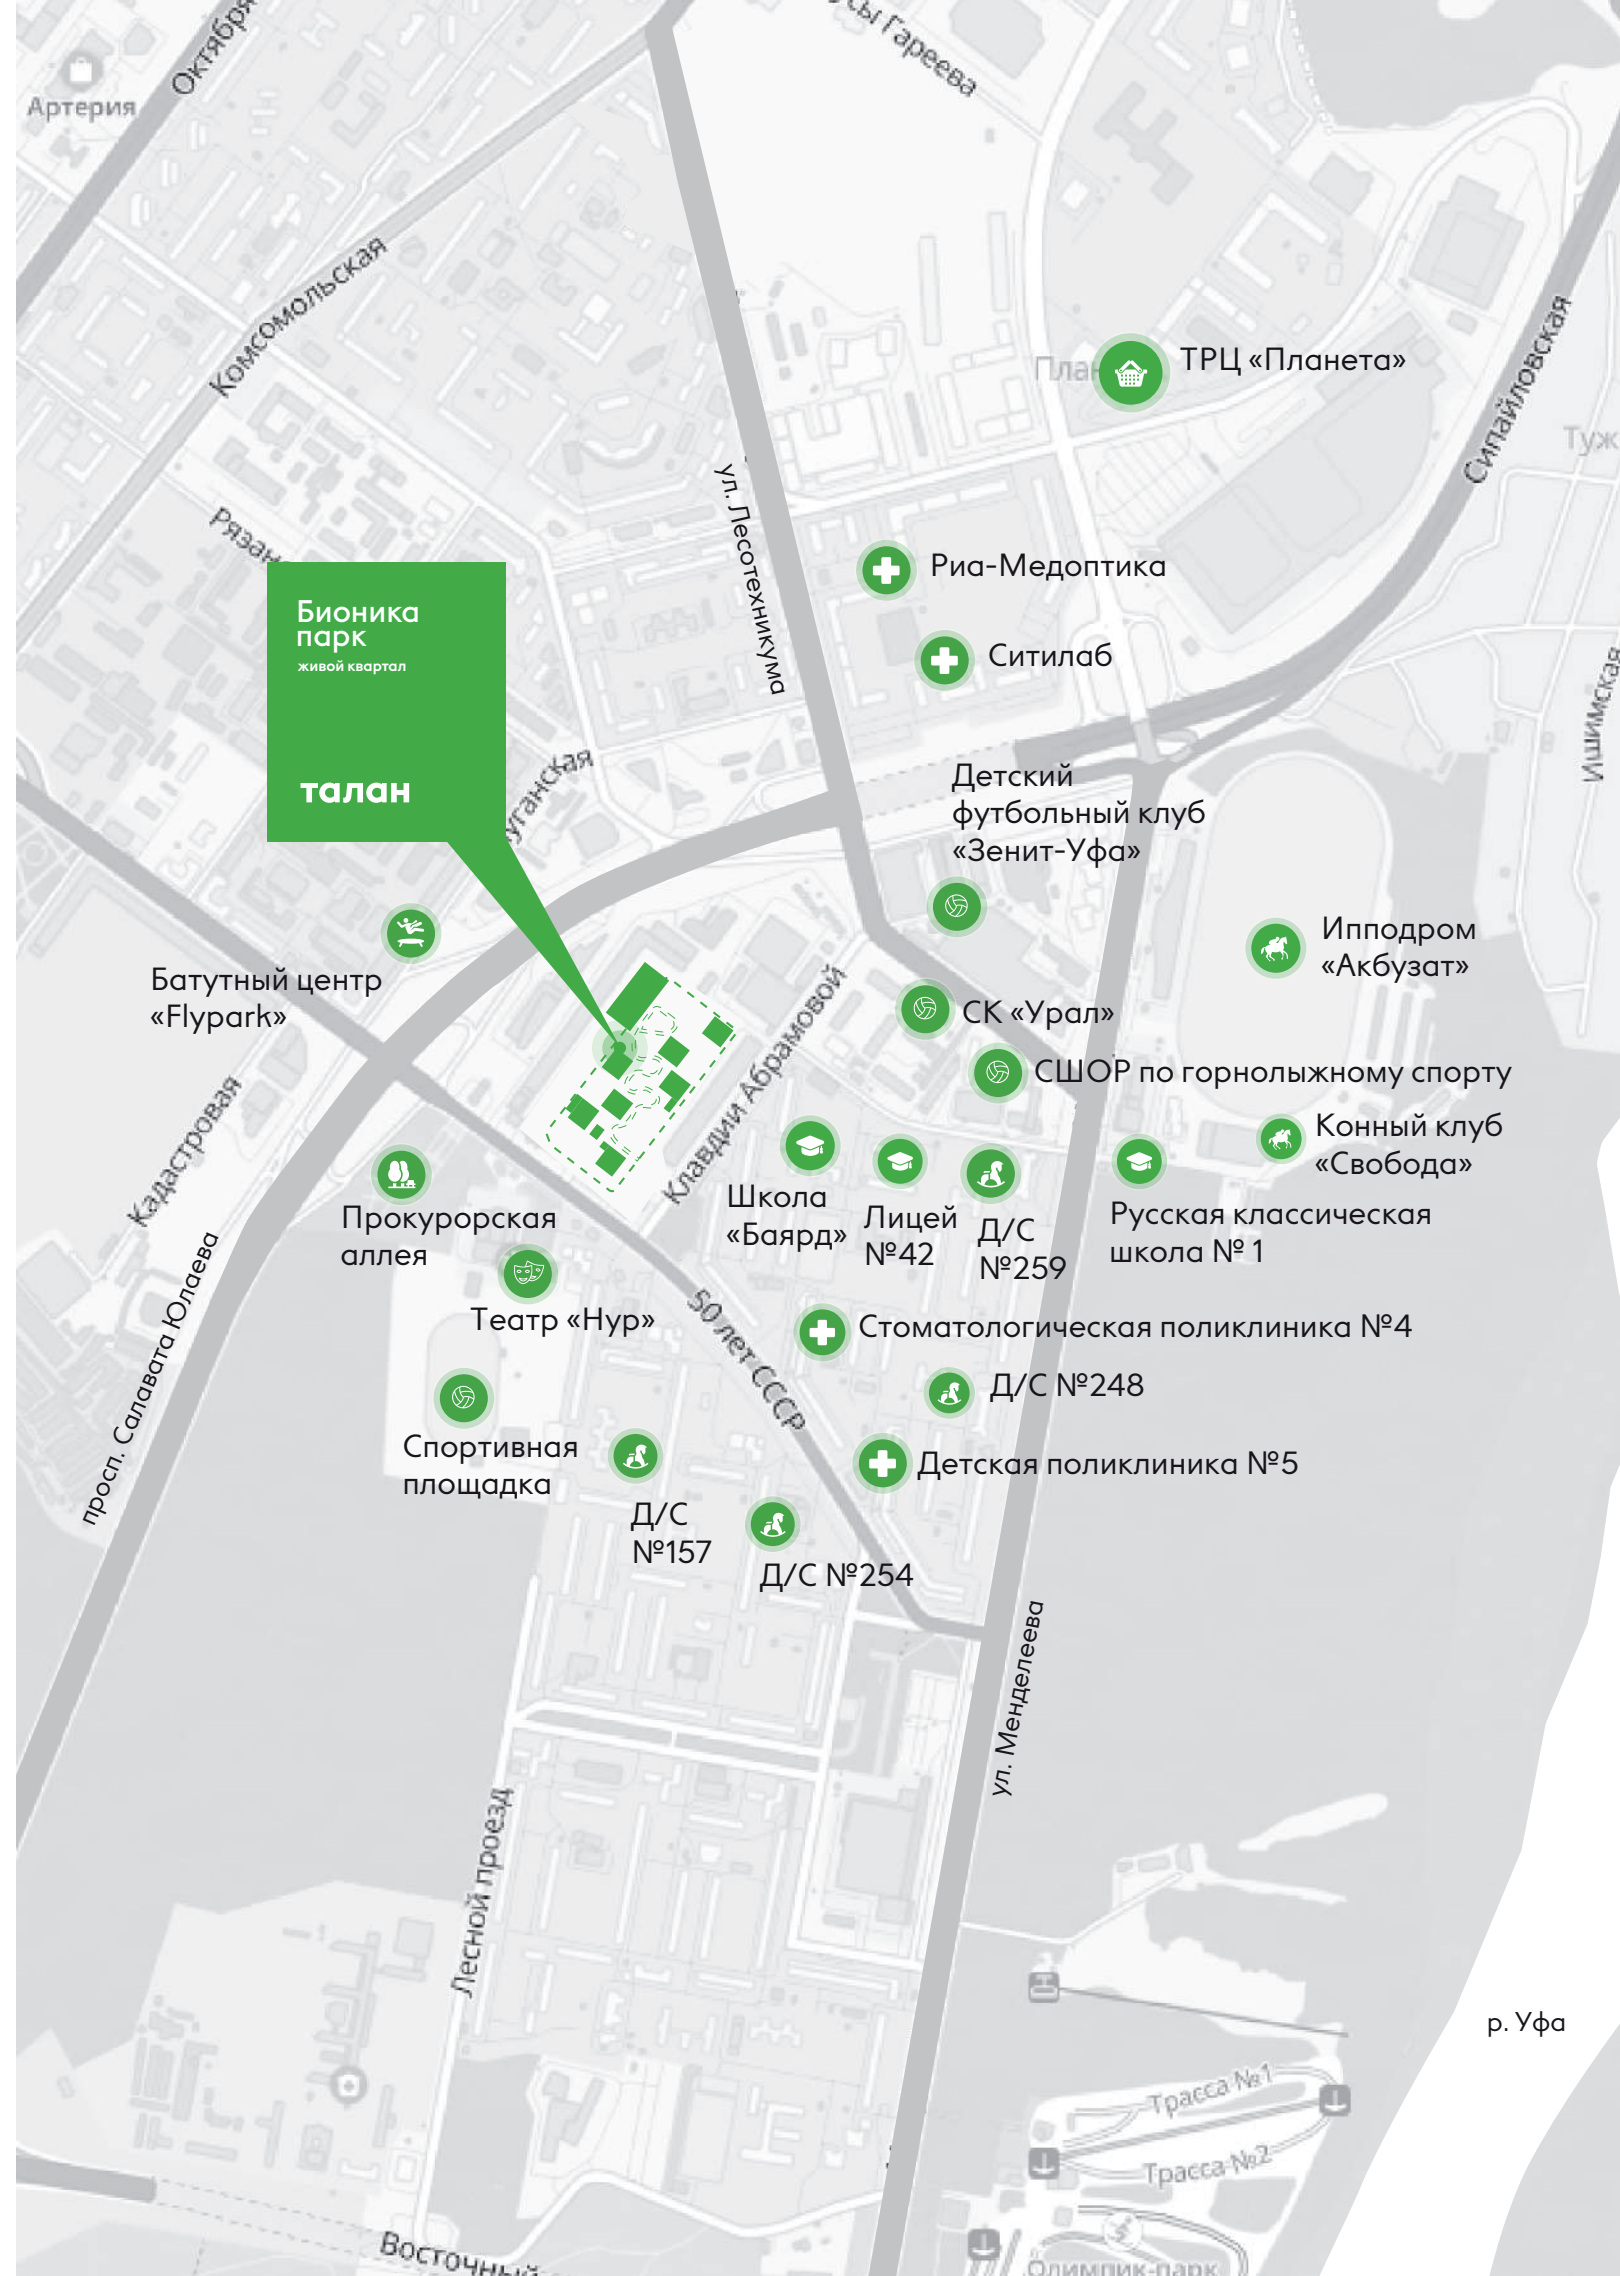 Артерия
Гареева
Комсомольская
ТРЦ «Планета»
Сипайловская
ул. Лесотехникума
Риа-Медоптика
Ситилаб
Ишимская
Бионика
парк
живой квартал
талан
Детский
футбольный клуб
«Зенит-Уфа»
Ипподром
«Акбузат»
Батутный центр
«Flypark»
СК «Урал»
СШОР по горнолыжному спорту
Клавдии Абрамовой
Кадастровая
Конный клуб
«Свобода»
Школа
«Баярд»
Лицей
№42
Д/С
№259
Русская классическая
школа № 1
Прокурорская
аллея
Театр «Нур»
просп. Салавата Юлаева
50 лет СССР
Стоматологическая поликлиника №4
Д/С №248
Спортивная
площадка
Детская поликлиника №5
Д/С
№157
Д/С №254
ул. Менделеева
Лесной проезд
р. Уфа
Трасса №1
Трасса №2
Восточный
Олимпик-парк